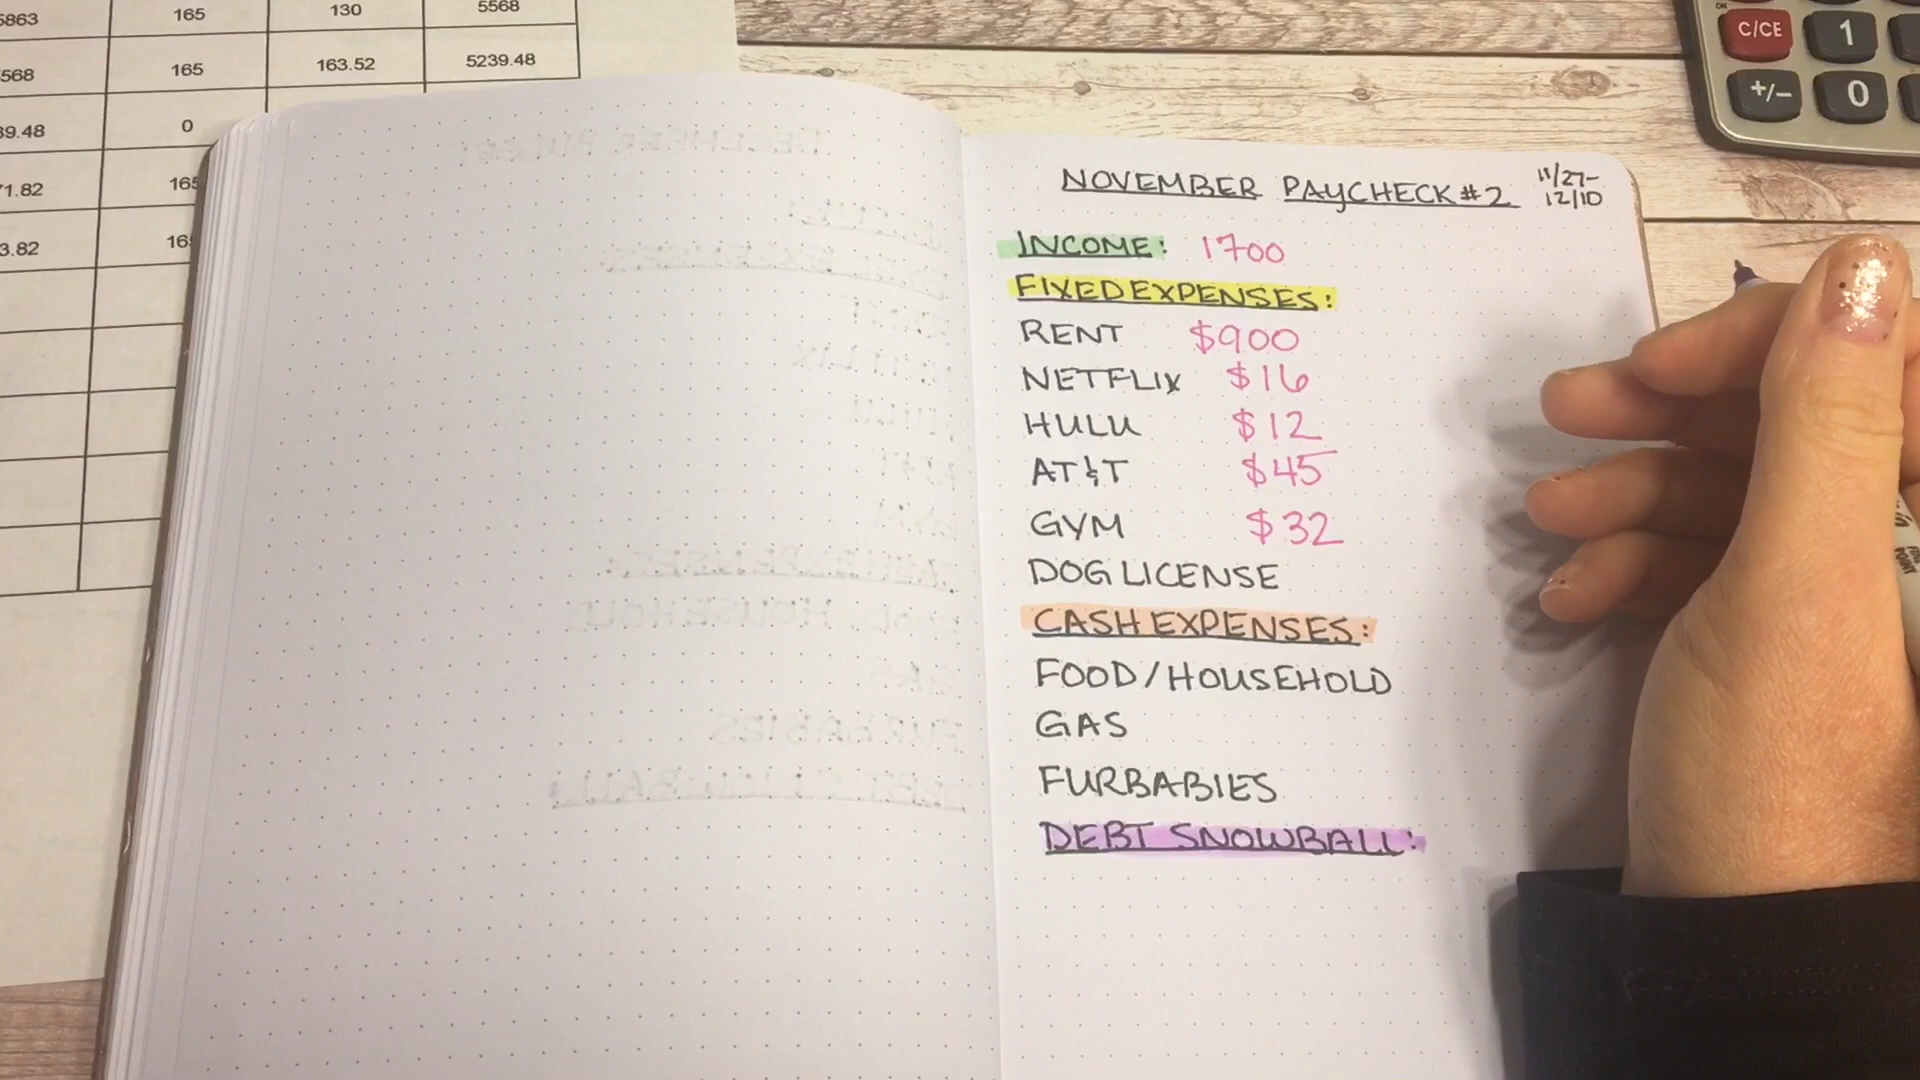 5863 165 130 5568
568 165 163.52 5239.48
39.48 0
71.82 165
3.82 16
C/CE 1
+/− 0
NOVEMBER PAYCHECK #2 11/27-
12/10
INCOME: 1700
FIXED EXPENSES:
RENT $900
NETFLIX $16
HULU $12
AT&T $45
GYM $32
DOG LICENSE
CASH EXPENSES:
FOOD/HOUSEHOLD
GAS
FURBABIES
DEBT SNOWBALL: